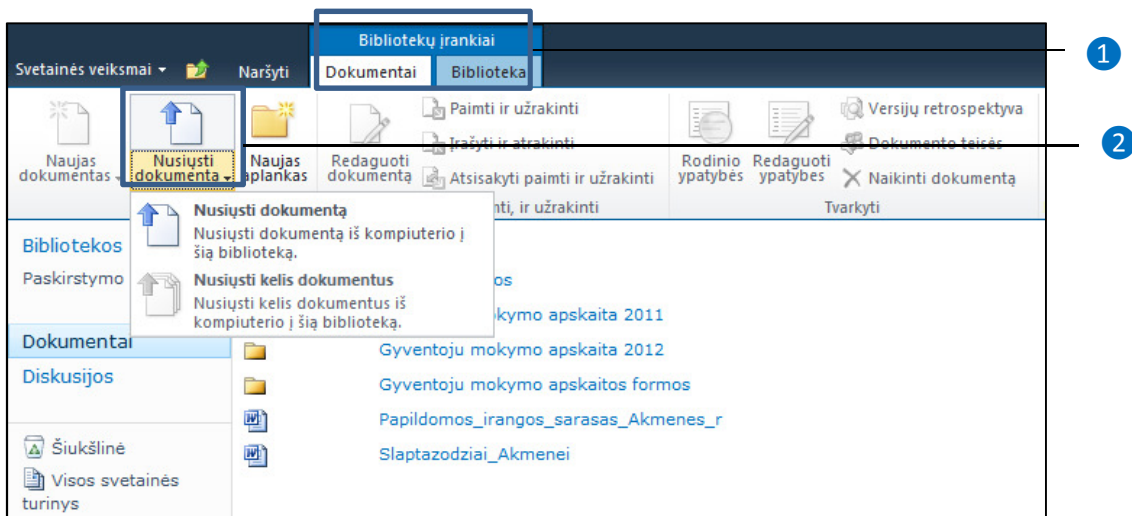 Bibliotekų įrankiai
1
Svetainės veiksmai
Naršyti
Dokumentai
Biblioteka
Naujas
dokumentas
Nusiųsti
dokumentą
Naujas
aplankas
Redaguoti
dokumentą
Paimti ir užrakinti
Įrašyti ir atrakinti
Atsisakyti paimti ir užrakinti
Rodinio
ypatybės
Redaguoti
ypatybes
Versijų retrospektyva
Dokumento teisės
Naikinti dokumentą
2
ir užrakinti
Tvarkyti
Nusiųsti dokumentą
Nusiųsti dokumentą iš kompiuterio į
šią biblioteką.
Nusiųsti kelis dokumentus
Nusiųsti kelis dokumentus iš
kompiuterio į šią biblioteką.
Bibliotekos
Paskirstymo
Dokumentai
Diskusijos
Šiukšlinė
Visos svetainės
turinys
apskaita 2011
Gyventoju mokymo apskaita 2012
Gyventoju mokymo apskaitos formos
Papildomos_irangos_sarasas_Akmenes_r
Slaptazodziai_Akmenei